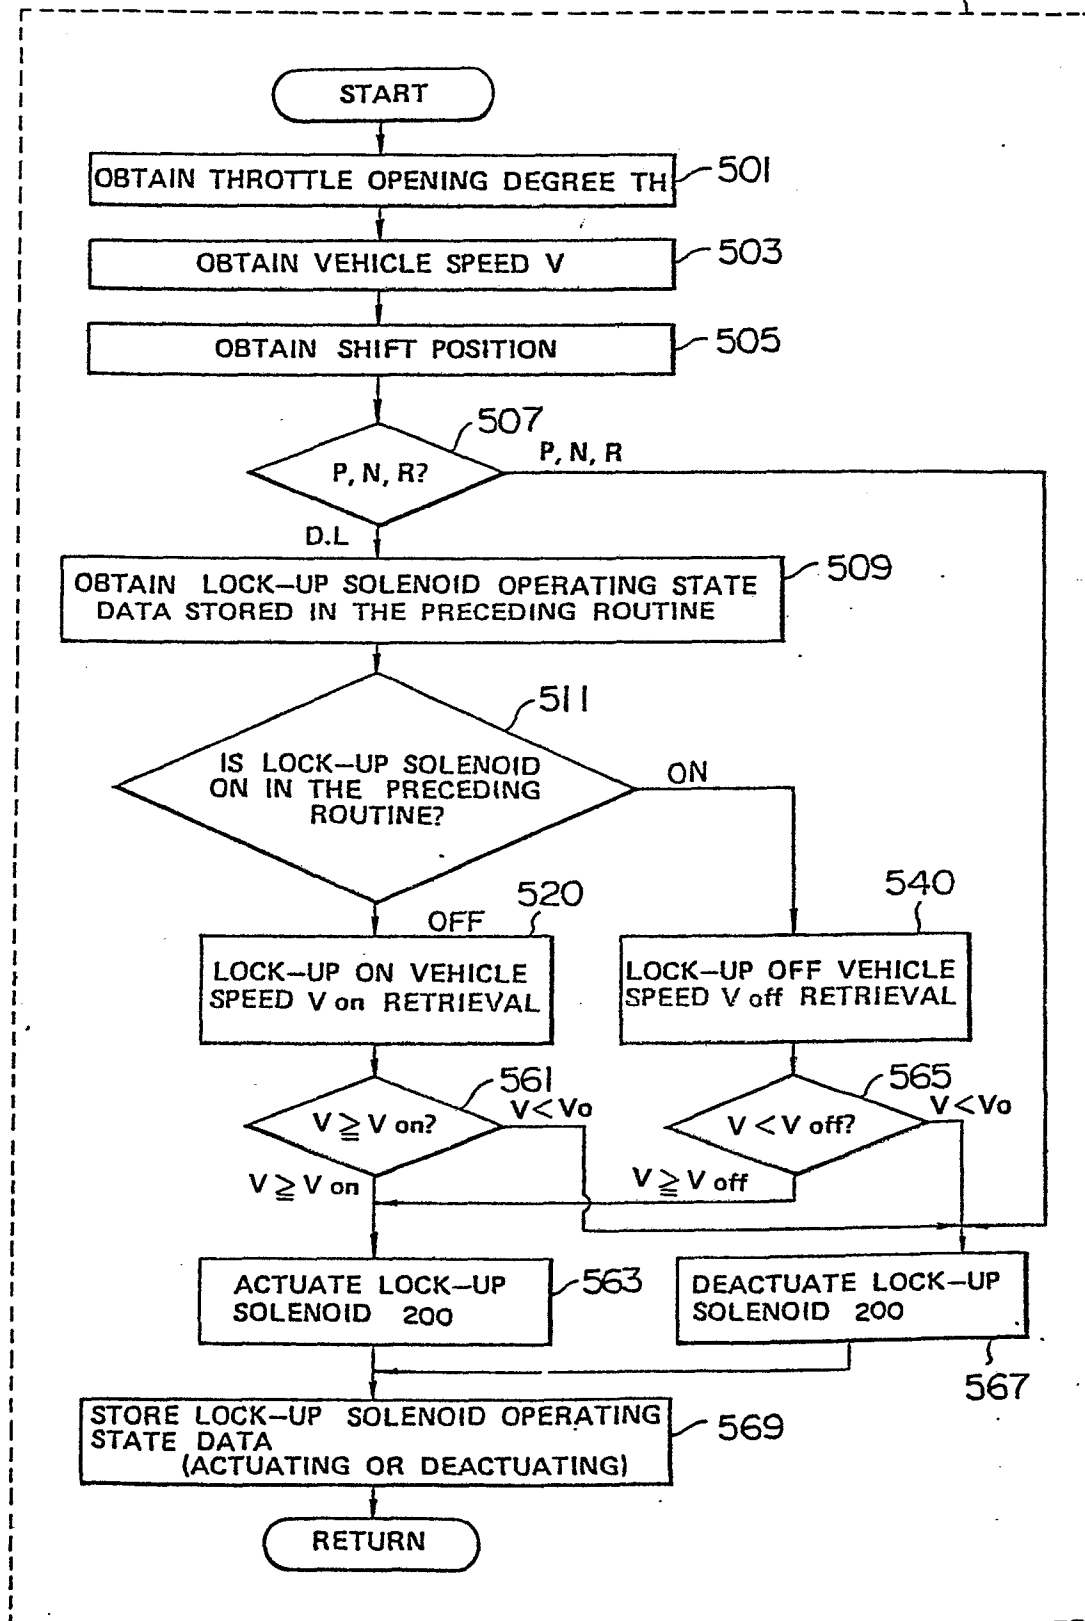 START
OBTAIN THROTTLE OPENING DEGREE TH
501
OBTAIN VEHICLE SPEED V
503
OBTAIN SHIFT POSITION
505
507
P, N, R?
P, N, R
D.L
OBTAIN LOCK-UP SOLENOID OPERATING STATE
DATA STORED IN THE PRECEDING ROUTINE
509
511
IS LOCK-UP SOLENOID
ON IN THE PRECEDING
ROUTINE?
ON
OFF
520
540
LOCK-UP ON VEHICLE
SPEED V on RETRIEVAL
LOCK-UP OFF VEHICLE
SPEED V off RETRIEVAL
561
V ≧ V on?
V < Vo
565
V < V off?
V < Vo
V ≧ V on
V ≧ V off
ACTUATE LOCK-UP
SOLENOID 200
563
DEACTUATE LOCK-UP
SOLENOID 200
567
STORE LOCK-UP SOLENOID OPERATING
STATE DATA
(ACTUATING OR DEACTUATING)
569
RETURN